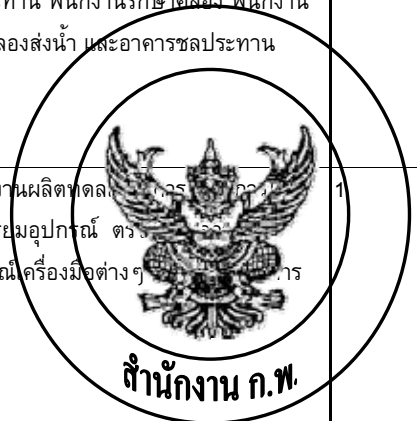 ทาน พนักงานรักษาคลอง พนักงาน
ลองส่งน้ำ และอาคารชลประทาน
านผลิตทดล
1
รียมอุปกรณ์ ตร
ณ์เครื่องมือต่างๆ การ
สำนักงาน ก.พ.